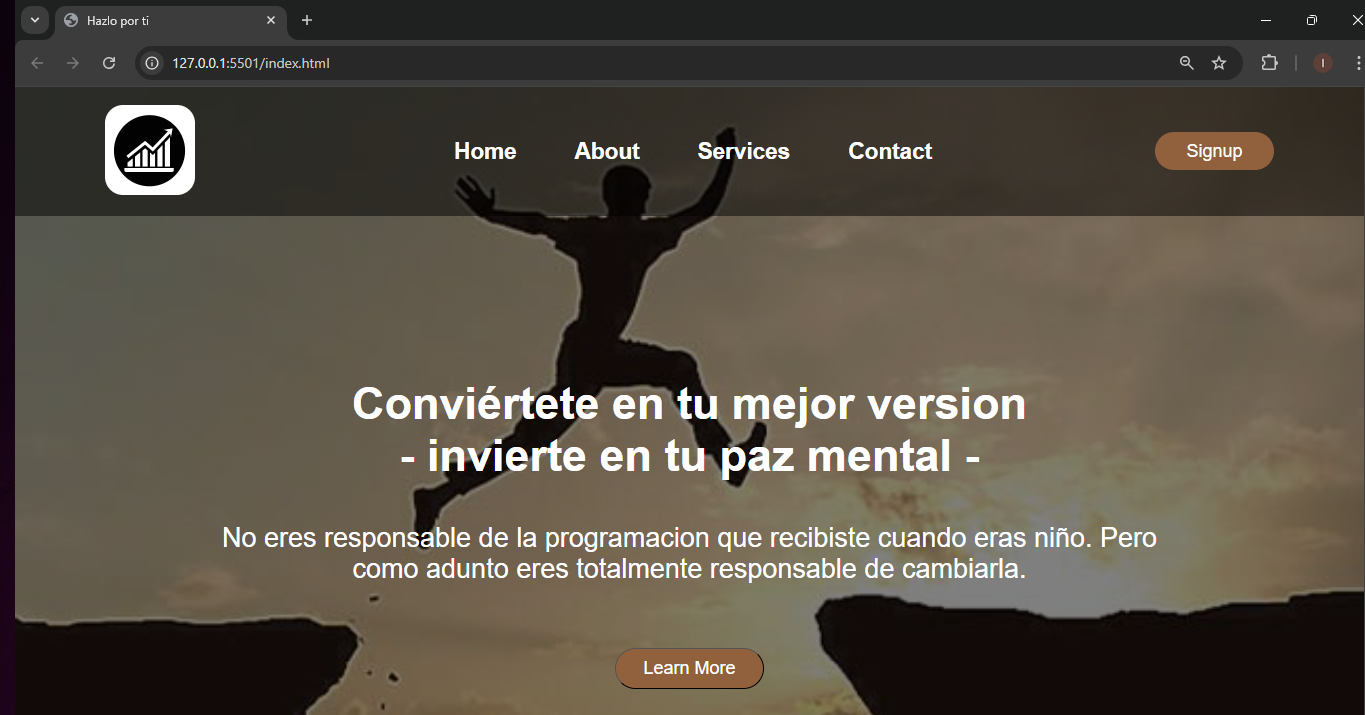 Hazlo por ti
127.0.0.1:5501/index.html
I
Home About Services Contact Signup
Conviértete en tu mejor version
- invierte en tu paz mental -
No eres responsable de la programacion que recibiste cuando eras niño. Pero
como adunto eres totalmente responsable de cambiarla.
Learn More